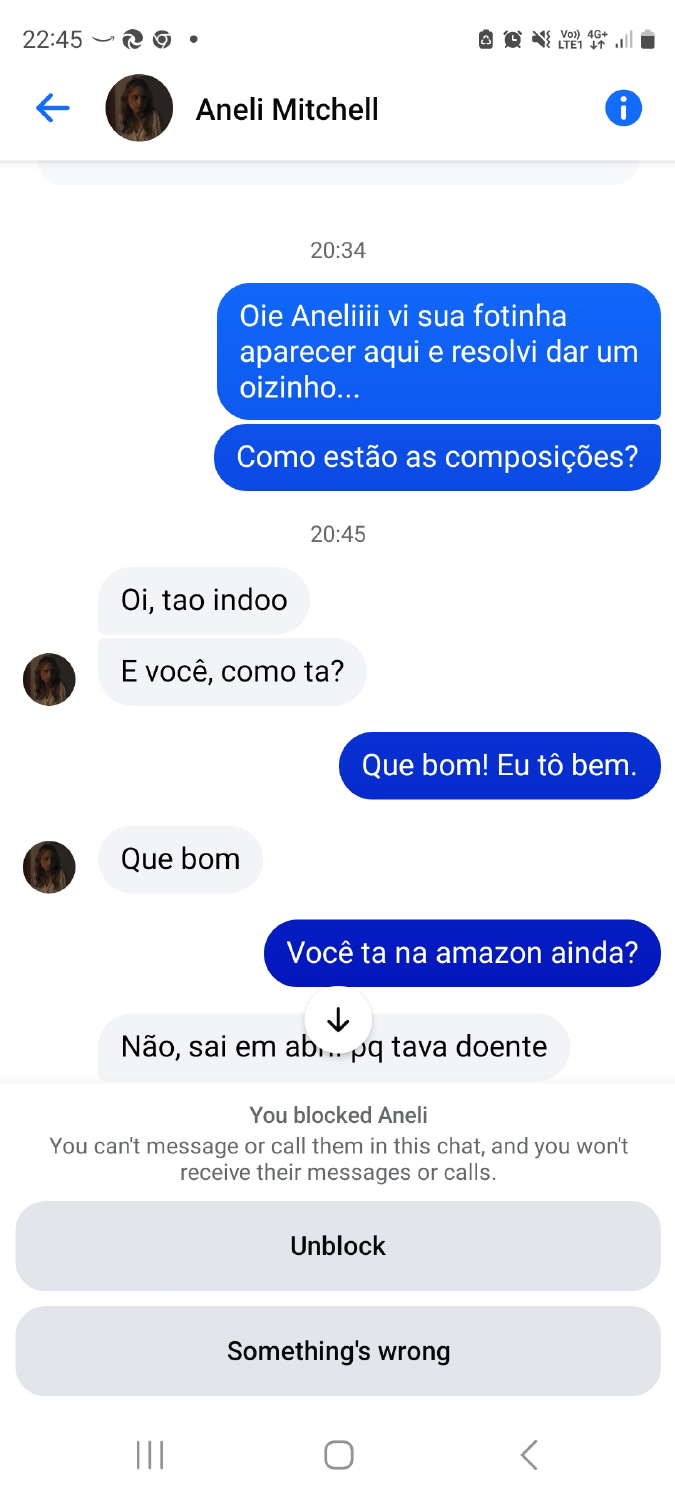 22:45
Vo)) 4G+
LTE1
Aneli Mitchell
20:34
Oie Aneliiii vi sua fotinha
aparecer aqui e resolvi dar um
oizinho...
Como estão as composições?
20:45
Oi, tao indoo
E você, como ta?
Que bom! Eu tô bem.
Que bom
Você ta na amazon ainda?
Não, sai em pq tava doente
You blocked Aneli
You can't message or call them in this chat, and you won't
receive their messages or calls.
Unblock
Something's wrong